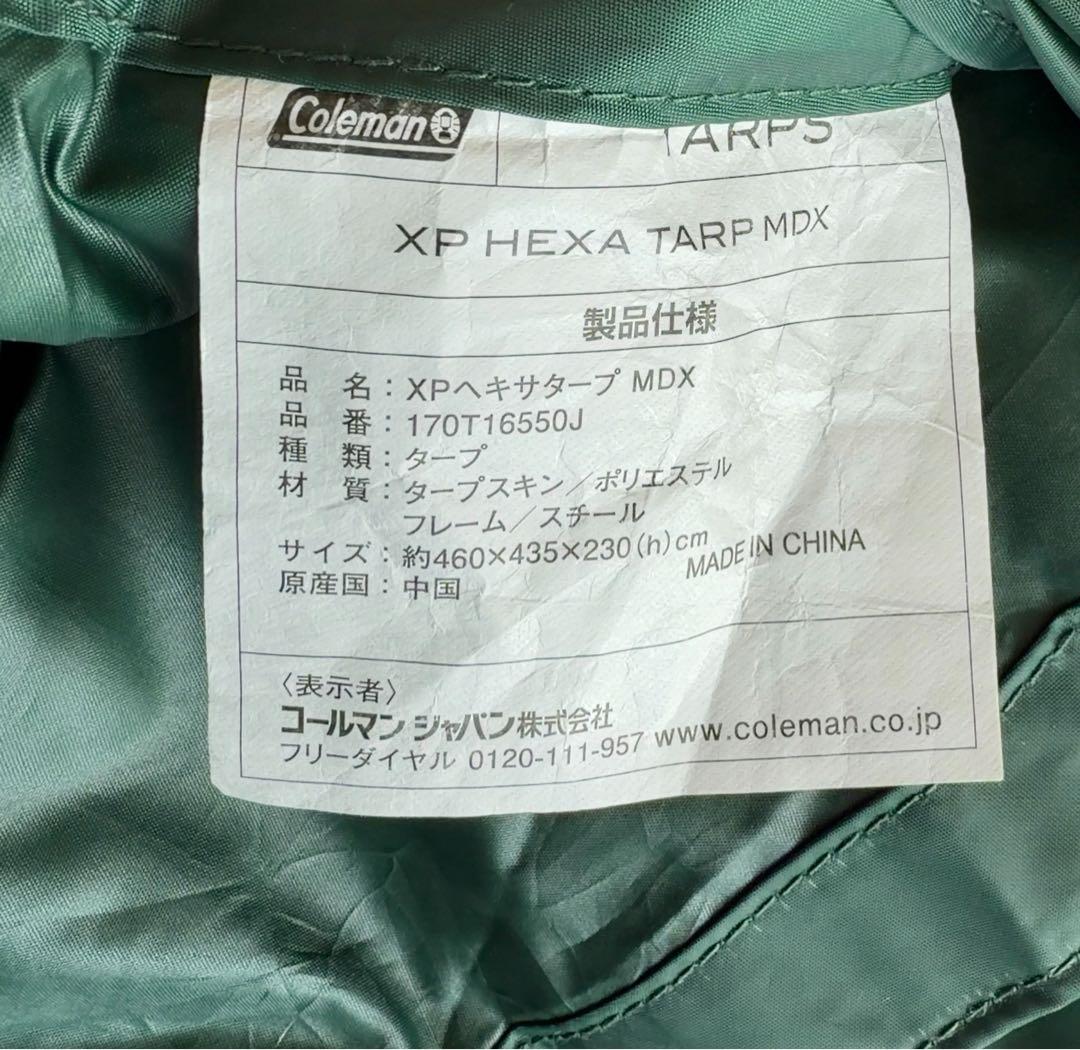 Coleman
TARPS
XP HEXA TARP MDX
製品仕様
品　名：XPヘキサタープ MDX
品　番：170T16550J
種　類：タープ
材　質：タープスキン／ポリエステル
フレーム／スチール
サイズ：約460×435×230(h)cm
原産国：中国
MADE IN CHINA
〈表示者〉
コールマン ジャパン株式会社
フリーダイヤル 0120-111-957 www.coleman.co.jp